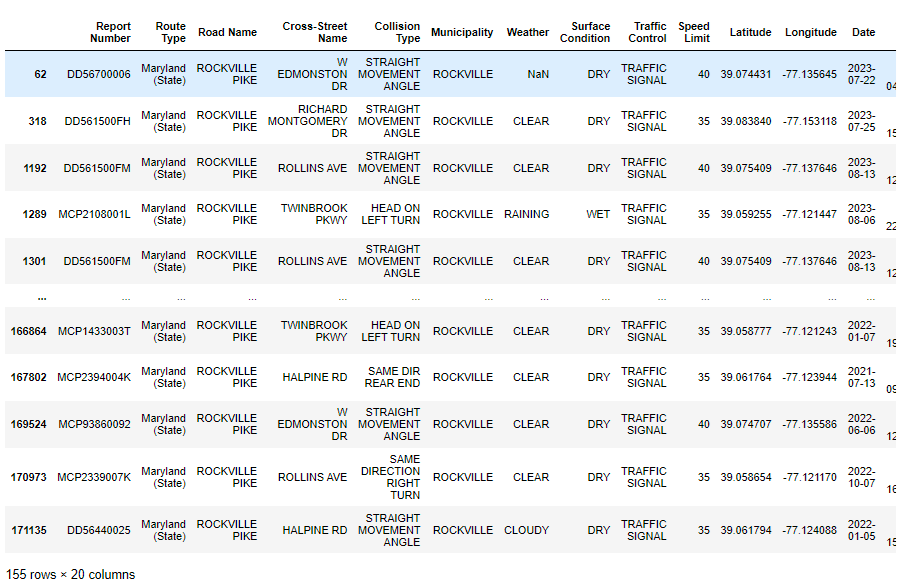 Report Number Route Type Road Name Cross-Street Name Collision Type Municipality Weather Surface Condition Traffic Control Speed Limit Latitude Longitude Date
62 DD56700006 Maryland (State) ROCKVILLE PIKE W EDMONSTON DR STRAIGHT MOVEMENT ANGLE ROCKVILLE NaN DRY TRAFFIC SIGNAL 40 39.074431 -77.135645 2023-07-22 04
318 DD561500FH Maryland (State) ROCKVILLE PIKE RICHARD MONTGOMERY DR STRAIGHT MOVEMENT ANGLE ROCKVILLE CLEAR DRY TRAFFIC SIGNAL 35 39.083840 -77.153118 2023-07-25 15
1192 DD561500FM Maryland (State) ROCKVILLE PIKE ROLLINS AVE STRAIGHT MOVEMENT ANGLE ROCKVILLE CLEAR DRY TRAFFIC SIGNAL 40 39.075409 -77.137646 2023-08-13 12
1289 MCP2108001L Maryland (State) ROCKVILLE PIKE TWINBROOK PKWY HEAD ON LEFT TURN ROCKVILLE RAINING WET TRAFFIC SIGNAL 35 39.059255 -77.121447 2023-08-06 22
1301 DD561500FM Maryland (State) ROCKVILLE PIKE ROLLINS AVE STRAIGHT MOVEMENT ANGLE ROCKVILLE CLEAR DRY TRAFFIC SIGNAL 40 39.075409 -77.137646 2023-08-13 12
... ... ... ... ... ... ... ... ... ... ... ... ... ...
166864 MCP1433003T Maryland (State) ROCKVILLE PIKE TWINBROOK PKWY HEAD ON LEFT TURN ROCKVILLE CLEAR DRY TRAFFIC SIGNAL 35 39.058777 -77.121243 2022-01-07 19
167802 MCP2394004K Maryland (State) ROCKVILLE PIKE HALPINE RD SAME DIR REAR END ROCKVILLE CLEAR DRY TRAFFIC SIGNAL 35 39.061764 -77.123944 2021-07-13 09
169524 MCP93860092 Maryland (State) ROCKVILLE PIKE W EDMONSTON DR STRAIGHT MOVEMENT ANGLE ROCKVILLE CLEAR DRY TRAFFIC SIGNAL 40 39.074707 -77.135586 2022-06-06 12
170973 MCP2339007K Maryland (State) ROCKVILLE PIKE ROLLINS AVE SAME DIRECTION RIGHT TURN ROCKVILLE CLEAR DRY TRAFFIC SIGNAL 35 39.058654 -77.121170 2022-10-07 16
171135 DD56440025 Maryland (State) ROCKVILLE PIKE HALPINE RD STRAIGHT MOVEMENT ANGLE ROCKVILLE CLOUDY DRY TRAFFIC SIGNAL 35 39.061794 -77.124088 2022-01-05 15
155 rows × 20 columns